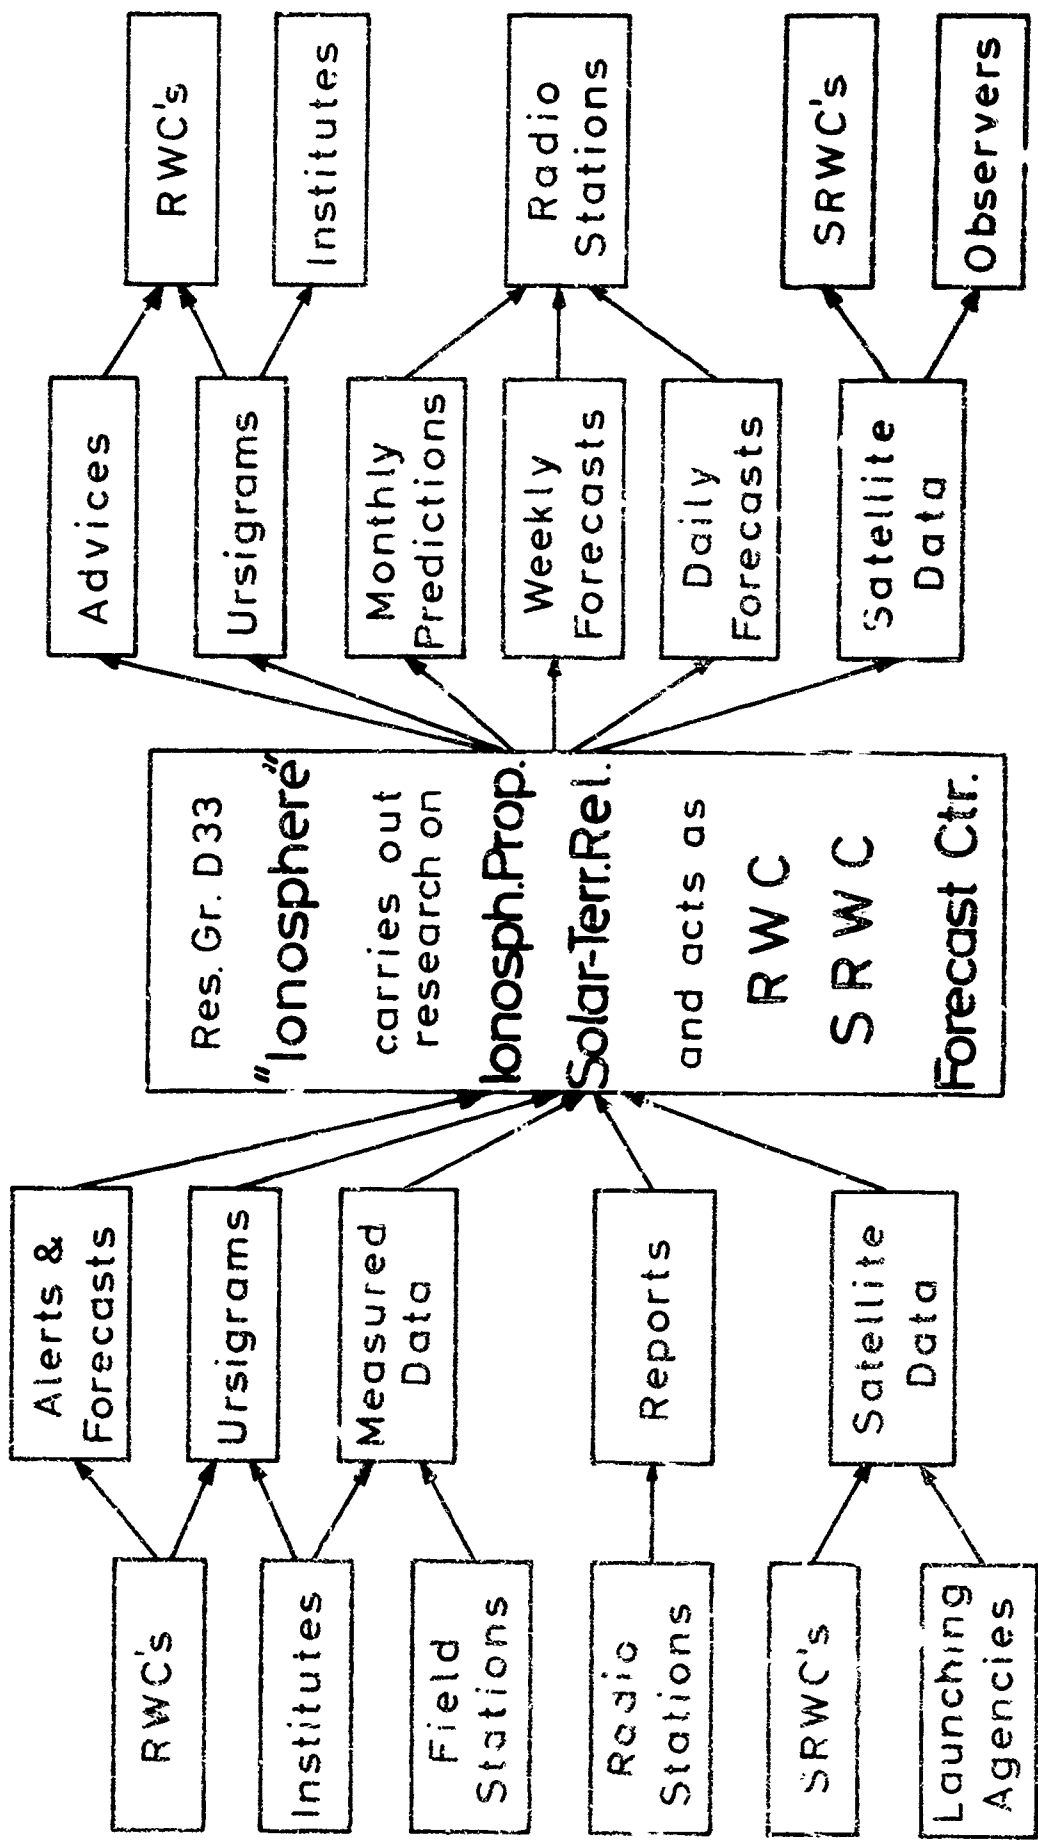 RWC's
Institutes
Field
Stations
Radio
Stations
SRWC's
Launching
Agencies
Alerts &
Forecasts
Ursigrams
Measured
Data
Reports
Satellite
Data
Res. Gr. D33
"Ionosphere"
carries out
research on
Ionosph.Prop.
Solar-Terr.Rel.
and acts as
RWC
SRWC
Forecast Ctr.
Advices
Ursigrams
Monthly
Predictions
Weekly
Forecasts
Daily
Forecasts
Satellite
Data
RWC's
Institutes
Radio
Stations
SRWC's
Observers